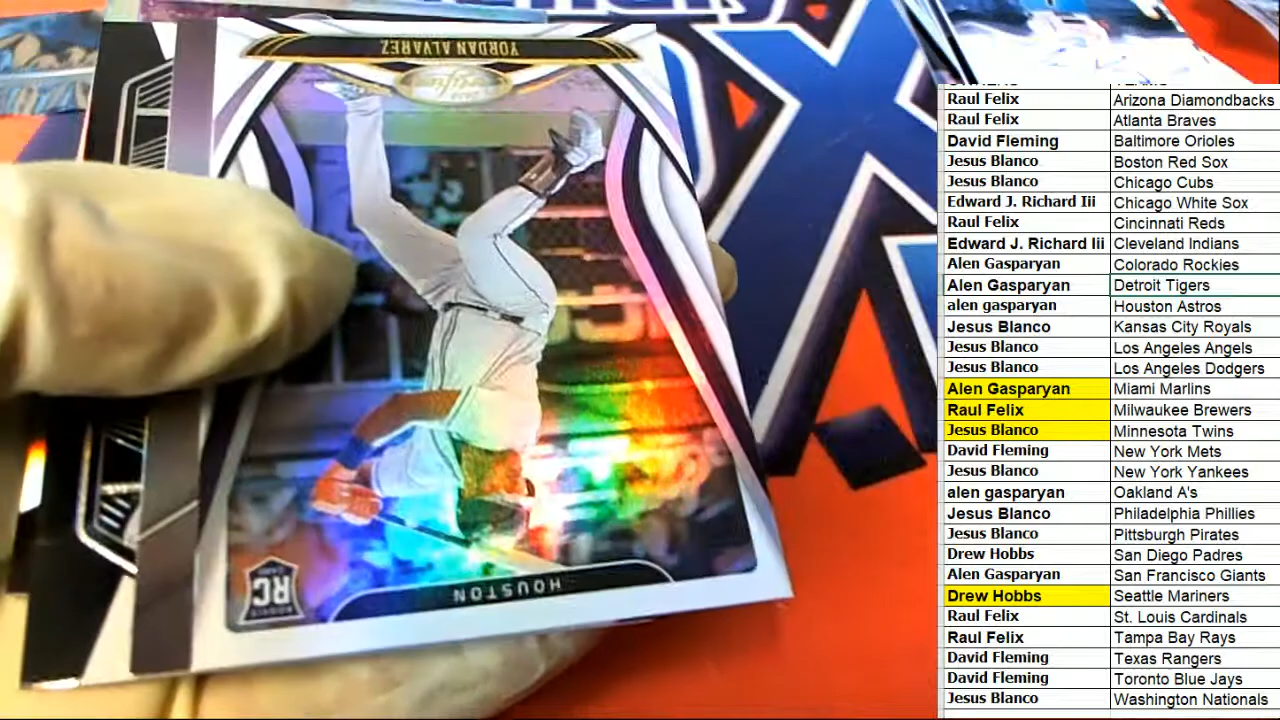 YORDAN ALVAREZ
HOUSTON
RC
Raul Felix Arizona Diamondbacks
Raul Felix Atlanta Braves
David Fleming Baltimore Orioles
Jesus Blanco Boston Red Sox
Jesus Blanco Chicago Cubs
Edward J. Richard Iii Chicago White Sox
Raul Felix Cincinnati Reds
Edward J. Richard Iii Cleveland Indians
Alen Gasparyan Colorado Rockies
Alen Gasparyan Detroit Tigers
alen gasparyan Houston Astros
Jesus Blanco Kansas City Royals
Jesus Blanco Los Angeles Angels
Jesus Blanco Los Angeles Dodgers
Alen Gasparyan Miami Marlins
Raul Felix Milwaukee Brewers
Jesus Blanco Minnesota Twins
David Fleming New York Mets
Jesus Blanco New York Yankees
alen gasparyan Oakland A's
Jesus Blanco Philadelphia Phillies
Jesus Blanco Pittsburgh Pirates
Drew Hobbs San Diego Padres
Alen Gasparyan San Francisco Giants
Drew Hobbs Seattle Mariners
Raul Felix St. Louis Cardinals
Raul Felix Tampa Bay Rays
David Fleming Texas Rangers
David Fleming Toronto Blue Jays
Jesus Blanco Washington Nationals